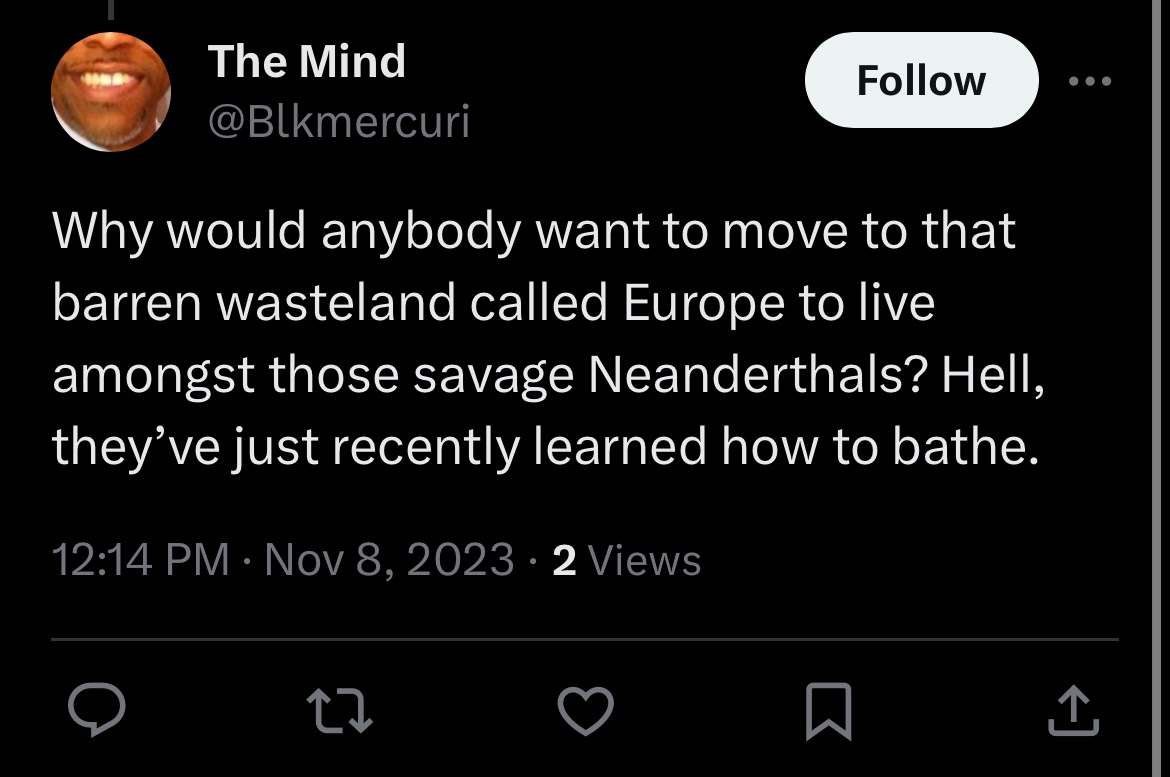 The Mind
Follow
@Blkmercuri
Why would anybody want to move to that
barren wasteland called Europe to live
amongst those savage Neanderthals? Hell,
they’ve just recently learned how to bathe.
12:14 PM · Nov 8, 2023 · 2 Views